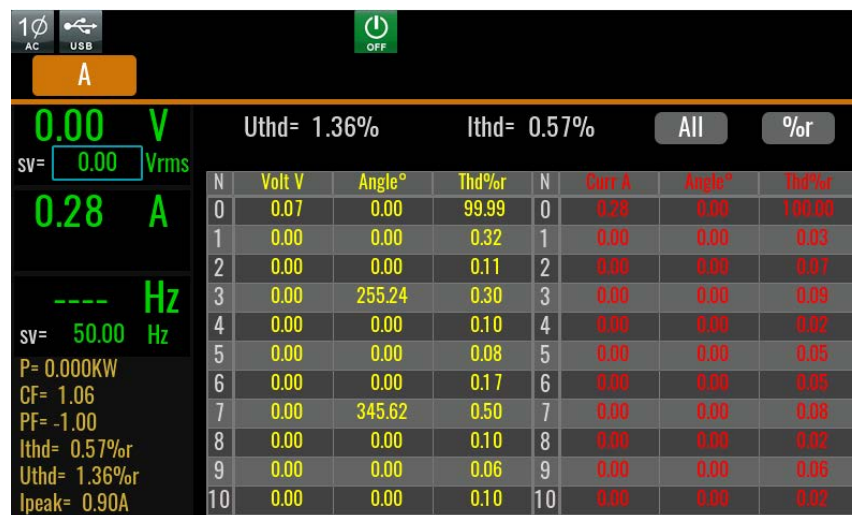 1Ø
AC
USB
OFF
A
0.00 V
sv= 0.00 Vrms
0.28 A
---- Hz
sv= 50.00 Hz
P= 0.000KW
CF= 1.06
PF= -1.00
Ithd= 0.57%r
Uthd= 1.36%r
Ipeak= 0.90A
Uthd= 1.36% Ithd= 0.57% All %r
N Volt V Angle° Thd%r N Curr A Angle° Thd%r
0 0.07 0.00 99.99 0 0.28 0.00 100.00
1 0.00 0.00 0.32 1 0.00 0.00 0.03
2 0.00 0.00 0.11 2 0.00 0.00 0.07
3 0.00 255.24 0.30 3 0.00 0.00 0.09
4 0.00 0.00 0.10 4 0.00 0.00 0.02
5 0.00 0.00 0.08 5 0.00 0.00 0.05
6 0.00 0.00 0.17 6 0.00 0.00 0.05
7 0.00 345.62 0.50 7 0.00 0.00 0.08
8 0.00 0.00 0.10 8 0.00 0.00 0.02
9 0.00 0.00 0.06 9 0.00 0.00 0.06
10 0.00 0.00 0.10 10 0.00 0.00 0.02